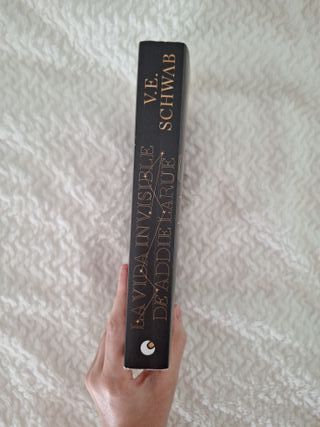 LA VIDA INVISIBLE
DE ADDIE LARUE
V.E.
SCHWAB